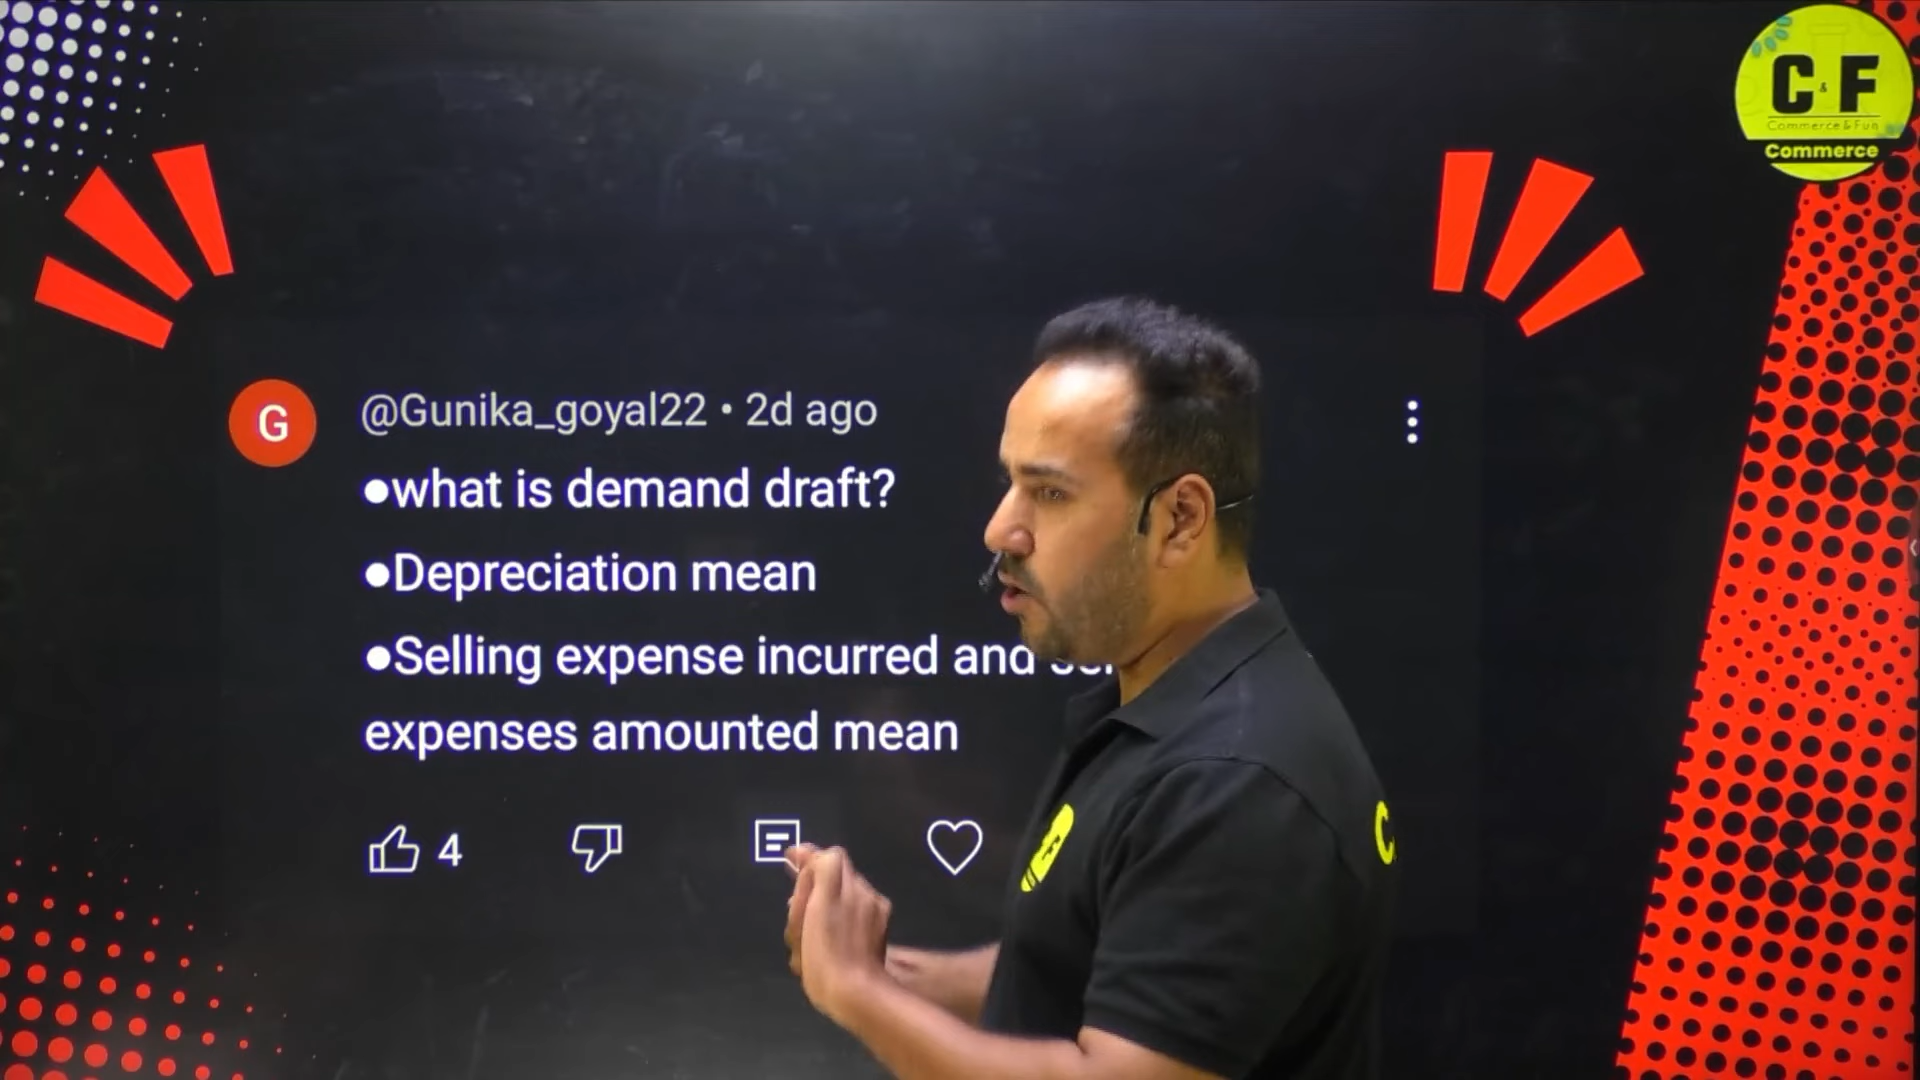 C&F
Commerce & Fun
Commerce
G
@Gunika_goyal22 • 2d ago
●what is demand draft?
●Depreciation mean
●Selling expense incurred and
expenses amounted mean
4
F
C